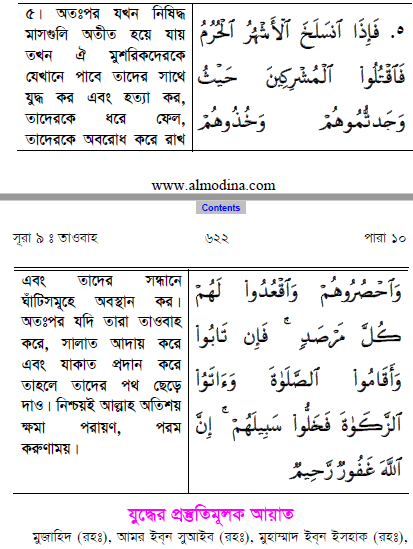 ৫। অতঃপর যখন নিষিদ্ধ
মাসগুলি অতীত হয়ে যায়
তখন ঐ মুশরিকদেরকে
যেখানে পাবে তাদের সাথে
যুদ্ধ কর এবং হত্যা কর,
তাদেরকে ধরে ফেল,
তাদেরকে অবরোধ করে রাখ
٥. فَإِذَا ٱنسَلَخَ ٱلْأَشْهُرُ ٱلْحُرُمُ
فَٱقْتُلُوا۟ ٱلْمُشْرِكِينَ حَيْثُ
وَجَدتُّمُوهُمْ وَخُذُوهُمْ
www.almodina.com
Contents
সূরা ৯ ঃ তাওবাহ ৬২২ পারা ১০
এবং তাদের সন্ধানে
ঘাঁটিসমূহে অবস্থান কর।
অতঃপর যদি তারা তাওবাহ
করে, সালাত আদায় করে
এবং যাকাত প্রদান করে
তাহলে তাদের পথ ছেড়ে
দাও। নিশ্চয়ই আল্লাহ অতিশয়
ক্ষমা পরায়ণ, পরম
করুণাময়।
وَٱحْصُرُوهُمْ وَٱقْعُدُوا۟ لَهُمْ
كُلَّ مَرْصَدٍ ۚ فَإِن تَابُوا۟
وَأَقَامُوا۟ ٱلصَّلَوٰةَ وَءَاتَوُا۟
ٱلزَّكَوٰةَ فَخَلُّوا۟ سَبِيلَهُمْ ۚ إِنَّ
ٱللَّهَ غَفُورٌ رَّحِيمٌ
যুদ্ধের প্রস্তুতিমূলক আয়াত
মুজাহিদ (রহঃ), আমর ইব্ন সুআইব (রহঃ), মুহাম্মাদ ইব্ন ইসহাক (রহঃ),